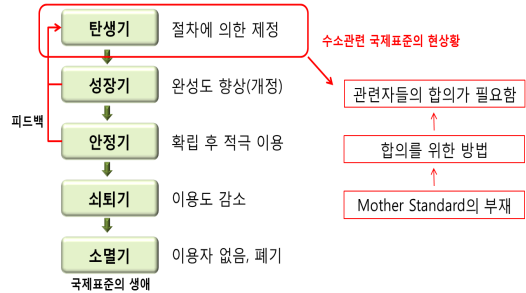 탄생기 절차에 의한 제정
수소관련 국제표준의 현상황
성장기 완성도 향상(개정)
관련자들의 합의가 필요함
피드백
안정기 확립 후 적극 이용
합의를 위한 방법
쇠퇴기 이용도 감소
Mother Standard의 부재
소멸기 이용자 없음, 폐기
국제표준의 생애